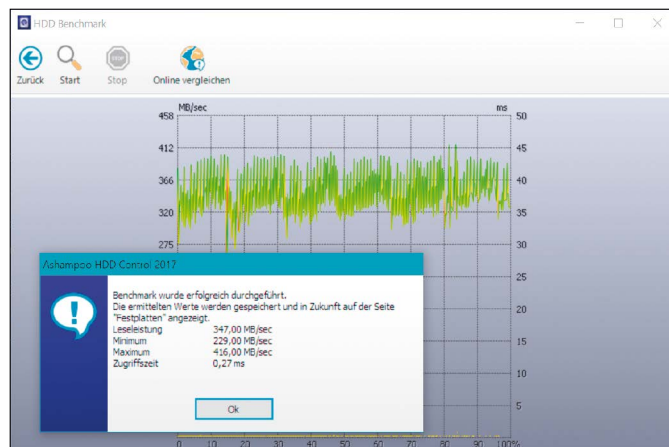 HDD Benchmark
Zurück Start Stop Online vergleichen
MB/sec ms
458 50
412 45
366 40
320 35
275 30
25
20
15
10
5
Ashampoo HDD Control 2017
Benchmark wurde erfolgreich durchgeführt.
Die ermittelten Werte werden gespeichert und in Zukunft auf der Seite
"Festplatten" angezeigt.
Leseleistung 347,00 MB/sec
Minimum 229,00 MB/sec
Maximum 416,00 MB/sec
Zugriffszeit 0,27 ms
Ok
0 10 20 30 40 50 60 70 80 90 100%